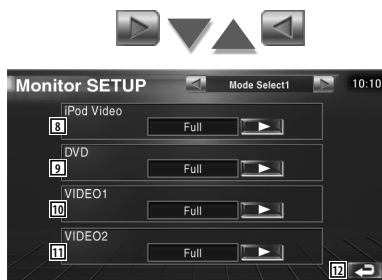 Monitor SETUP Mode Select1 10:10
iPod Video
8 Full
DVD
9 Full
VIDEO1
10 Full
VIDEO2
11 Full
12